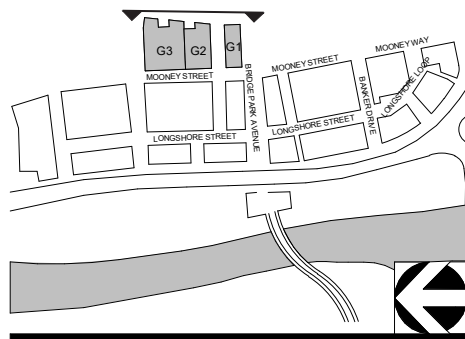 G3
G2
G1
MOONEY STREET
MOONEY STREET
MOONEY WAY
BRIDGE PARK AVENUE
BANKER DRIVE
LONGSHORE LOOP
LONGSHORE STREET
LONGSHORE STREET